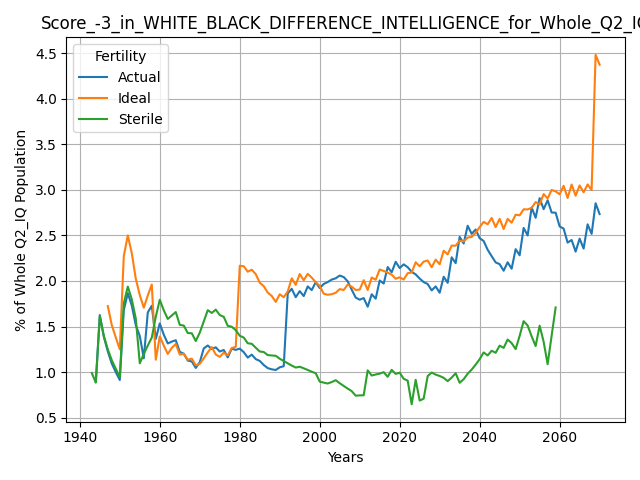 Score_-3_in_WHITE_BLACK_DIFFERENCE_INTELLIGENCE_for_Whole_Q2_IQ
Fertility
Actual
Ideal
Sterile
% of Whole Q2_IQ Population
4.5
4.0
3.5
3.0
2.5
2.0
1.5
1.0
0.5
1940
1960
1980
2000
2020
2040
2060
Years